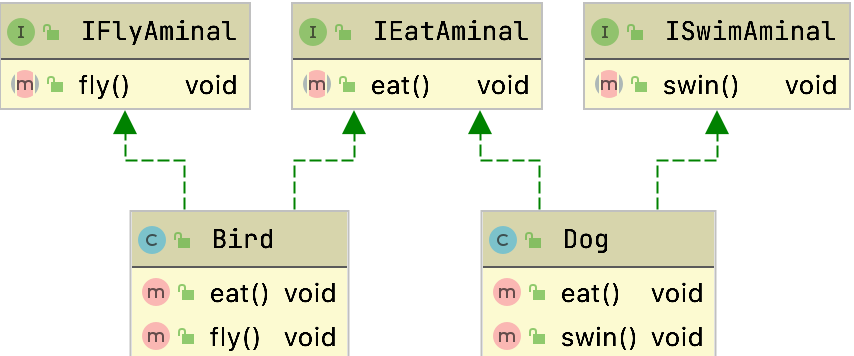 I IFlyAminal
m fly() void
I IEatAminal
m eat() void
I ISwimAminal
m swin() void
C Bird
m eat() void
m fly() void
C Dog
m eat() void
m swin() void